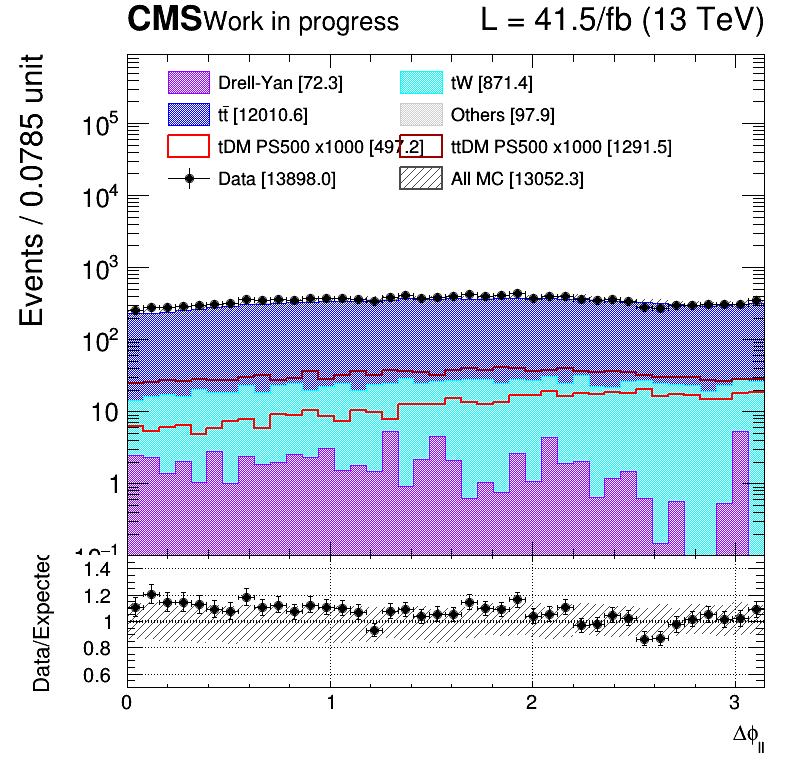 CMS Work in progress L = 41.5/fb (13 TeV)
Drell-Yan [72.3] tW [871.4]
tt̄ [12010.6] Others [97.9]
tDM PS500 x1000 [497.2] ttDM PS500 x1000 [1291.5]
Data [13898.0] All MC [13052.3]
Events / 0.0785 unit
10⁵
10⁴
10³
10²
10
1
10⁻¹
Data/Expected
1.4
1.2
1
0.8
0.6
0 1 2 3
Δϕ_ll